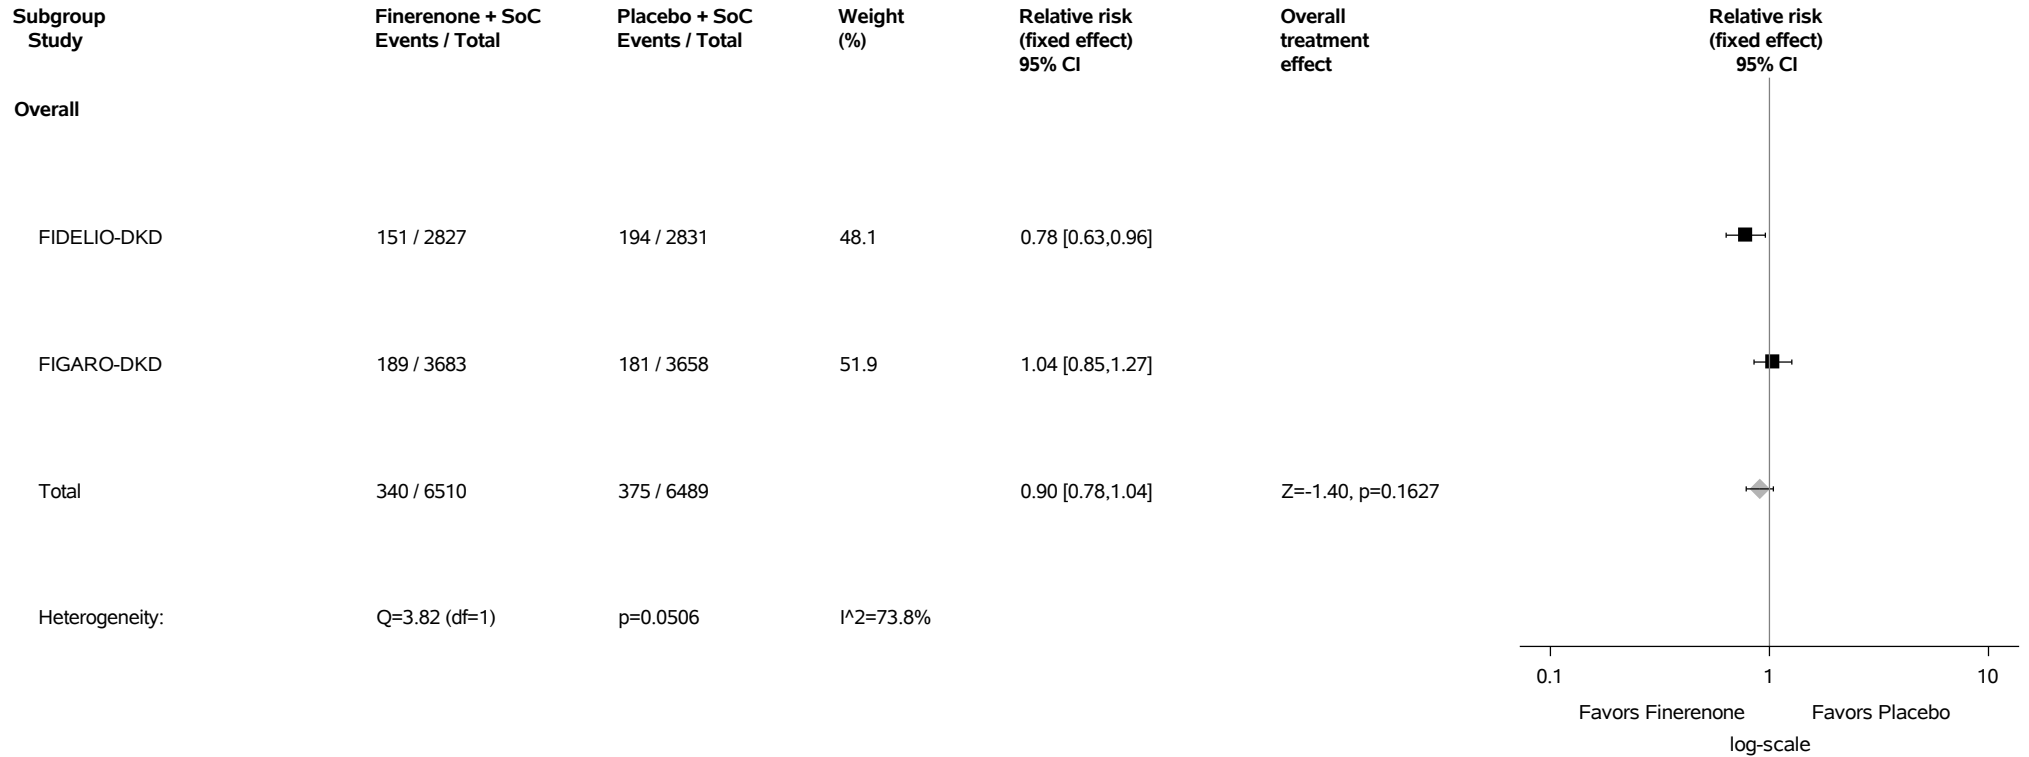 Subgroup Finerenone + SoC Placebo + SoC Weight Relative risk Overall Relative risk
Study Events / Total Events / Total (%) (fixed effect) treatment (fixed effect)
95% CI effect 95% CI
Overall
FIDELIO-DKD 151 / 2827 194 / 2831 48.1 0.78 [0.63,0.96]
FIGARO-DKD 189 / 3683 181 / 3658 51.9 1.04 [0.85,1.27]
Total 340 / 6510 375 / 6489 0.90 [0.78,1.04] Z=-1.40, p=0.1627
Heterogeneity: Q=3.82 (df=1) p=0.0506 I^2=73.8%
0.1 1 10
Favors Finerenone Favors Placebo
log-scale